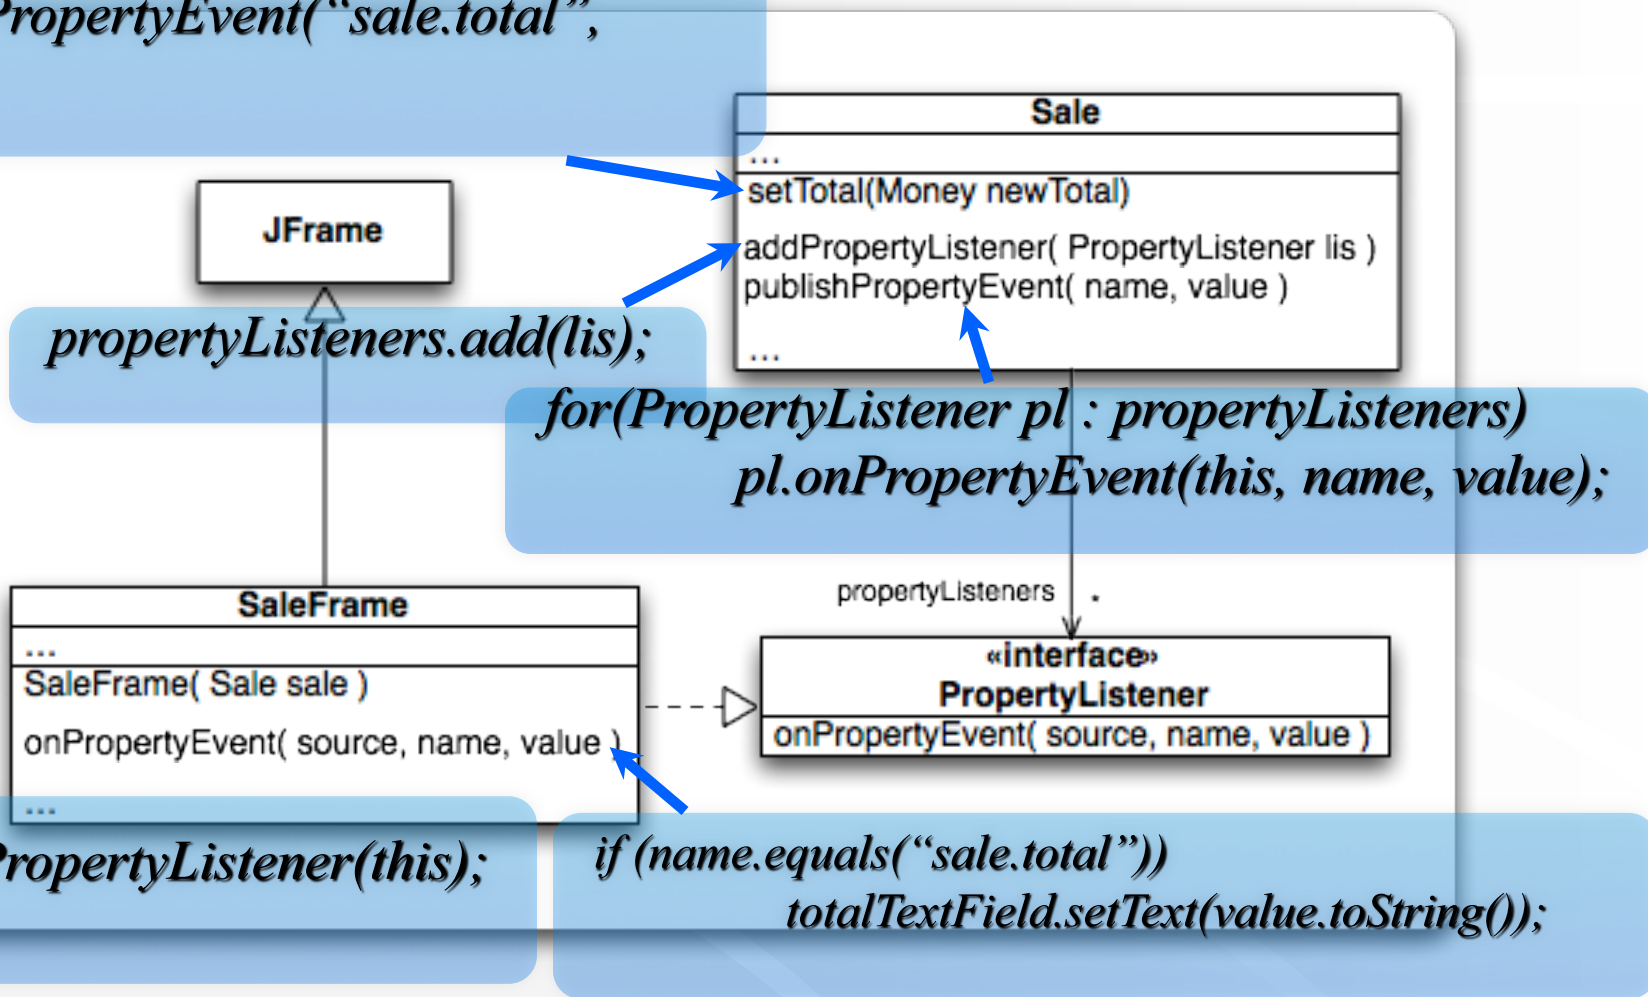 PropertyEvent(“sale.total”,
Sale
...
setTotal(Money newTotal)
addPropertyListener( PropertyListener lis )
publishPropertyEvent( name, value )
...
JFrame
propertyListeners.add(lis);
for(PropertyListener pl : propertyListeners)
pl.onPropertyEvent(this, name, value);
propertyListeners
*
SaleFrame
...
SaleFrame( Sale sale )
onPropertyEvent( source, name, value )
...
«interface»
PropertyListener
onPropertyEvent( source, name, value )
PropertyListener(this);
if (name.equals(“sale.total”))
totalTextField.setText(value.toString());